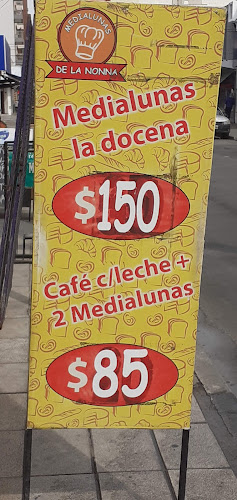 MEDIALUNAS
DE LA NONNA
Medialunas
la docena
$150
Café c/leche +
2 Medialunas
$85